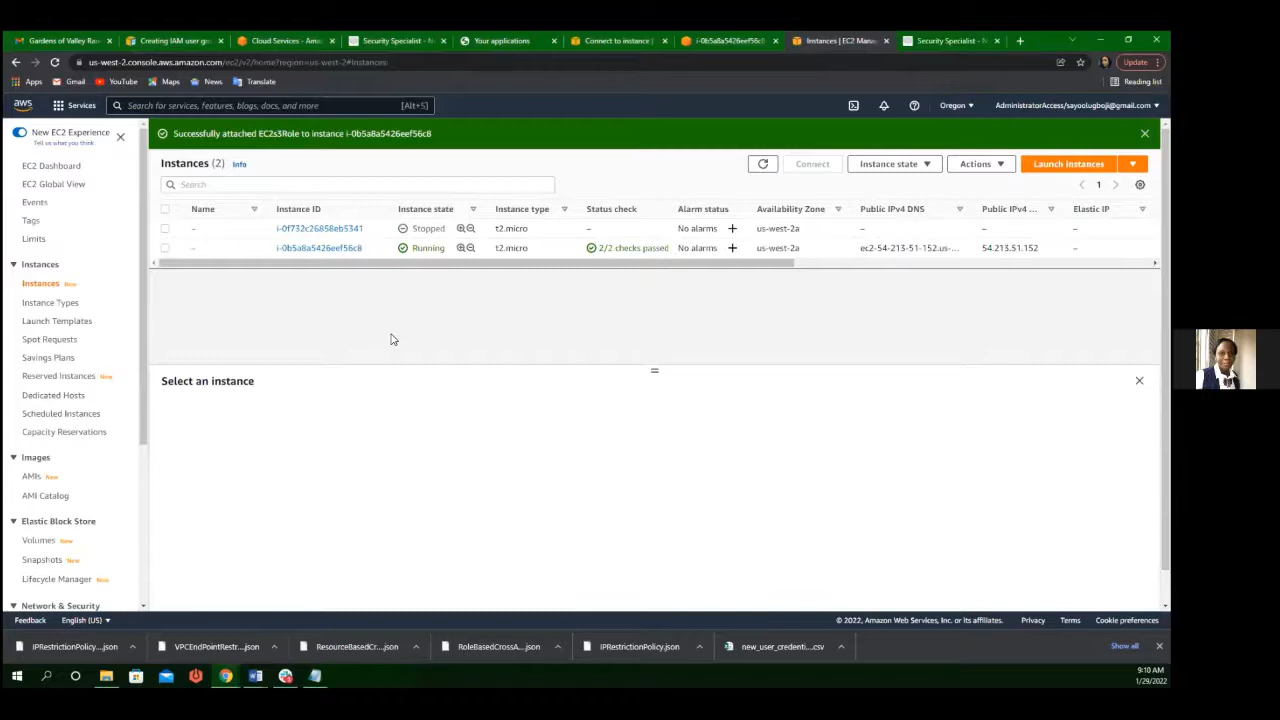 Gardens of Valley Ra
Creating IAM user gro
Cloud Services - Amaz
Security Specialist - N
Your applications
Connect to instance |
i-0b5a8a5426eef56c8
Instances | EC2 Mana
Security Specialist - N
us-west-2.console.aws.amazon.com/ec2/v2/home?region=us-west-2#Instances:
Update
Apps
Gmail
YouTube
Maps
News
Translate
Reading list
aws
Services
Search for services, features, blogs, docs, and more
[Alt+S]
Oregon
AdministratorAccess/sayoolugboji@gmail.com
New EC2 Experience
Tell us what you think.
Successfully attached EC2s3Role to instance i-0b5a8a5426eef56c8
EC2 Dashboard
EC2 Global View
Events
Tags
Limits
Instances
Instances New
Instance Types
Launch Templates
Spot Requests
Savings Plans
Reserved Instances New
Dedicated Hosts
Scheduled Instances
Capacity Reservations
Images
AMIs New
AMI Catalog
Elastic Block Store
Volumes New
Snapshots New
Lifecycle Manager New
Network & Security
Instances (2) Info
Connect
Instance state
Actions
Launch instances
Search
1
Name Instance ID Instance state Instance type Status check Alarm status Availability Zone Public IPv4 DNS Public IPv4 ... Elastic IP
– i-0f732c26858eb5341 Stopped t2.micro – No alarms + us-west-2a – – –
– i-0b5a8a5426eef56c8 Running t2.micro 2/2 checks passed No alarms + us-west-2a ec2-54-213-51-152.us-... 54.213.51.152 –
Select an instance
Feedback
English (US)
© 2022, Amazon Web Services, Inc. or its affiliates.
Privacy
Terms
Cookie preferences
IPRestrictionPolicy....json
VPCEndPointRestr....json
ResourceBasedCr....json
RoleBasedCrossA....json
IPRestrictionPolicy.json
new_user_credenti....csv
Show all
9:10 AM
1/29/2022